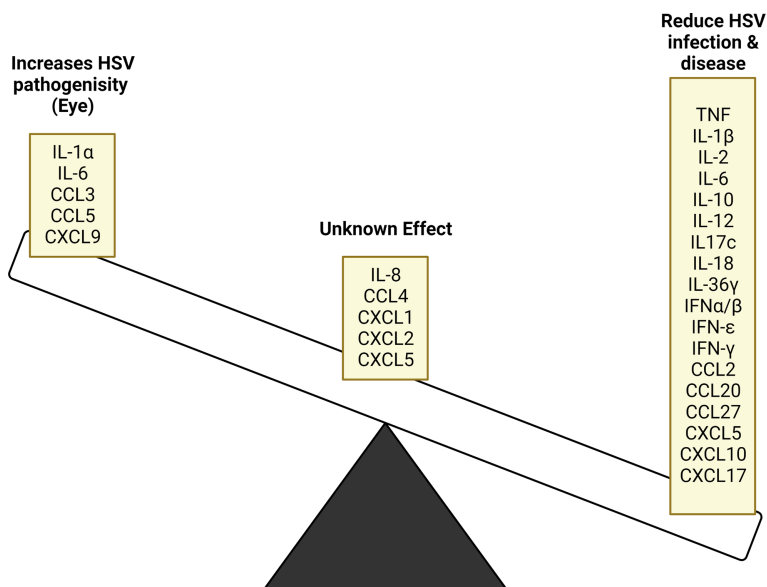 Increases HSV
pathogenisity
(Eye)
IL-1α
IL-6
CCL3
CCL5
CXCL9
Unknown Effect
IL-8
CCL4
CXCL1
CXCL2
CXCL5
Reduce HSV
infection &
disease
TNF
IL-1β
IL-2
IL-6
IL-10
IL-12
IL17c
IL-18
IL-36γ
IFNα/β
IFN-ε
IFN-γ
CCL2
CCL20
CCL27
CXCL5
CXCL10
CXCL17